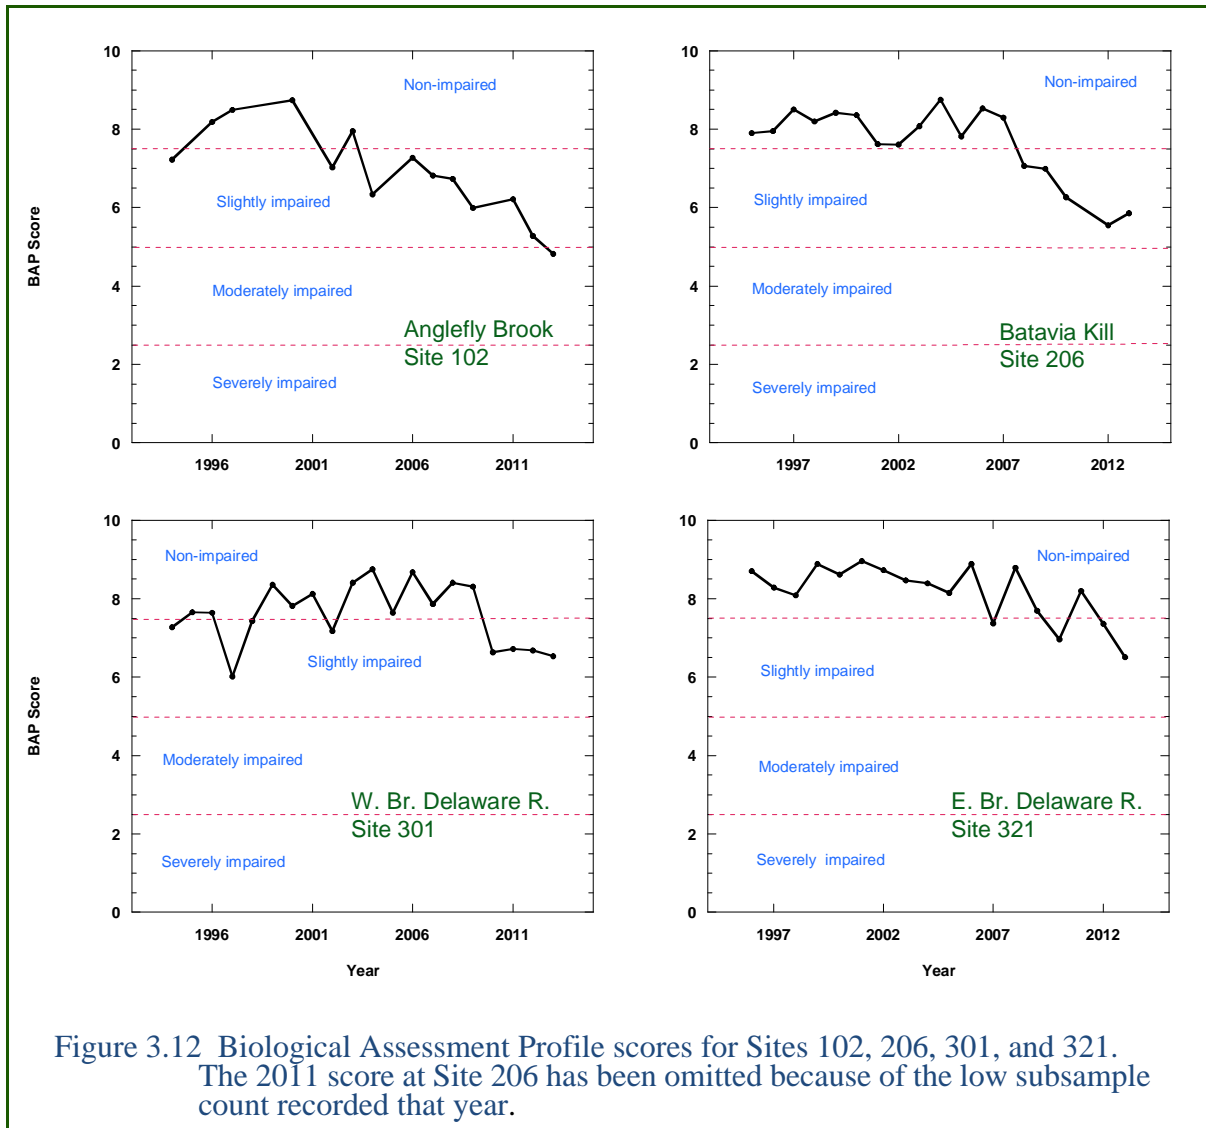 10
8
6
4
2
0
BAP Score
Non-impaired
Slightly impaired
Moderately impaired
Anglefly Brook
Site 102
Severely impaired
1996 2001 2006 2011
10
8
6
4
2
0
Non-impaired
Slightly impaired
Moderately impaired
Batavia Kill
Site 206
Severely impaired
1997 2002 2007 2012
10
8
6
4
2
0
BAP Score
Non-impaired
Slightly impaired
Moderately impaired
W. Br. Delaware R.
Site 301
Severely impaired
1996 2001 2006 2011
Year
10
8
6
4
2
0
Non-impaired
Slightly impaired
Moderately impaired
E. Br. Delaware R.
Site 321
Severely impaired
1997 2002 2007 2012
Year
Figure 3.12 Biological Assessment Profile scores for Sites 102, 206, 301, and 321.
The 2011 score at Site 206 has been omitted because of the low subsample
count recorded that year.